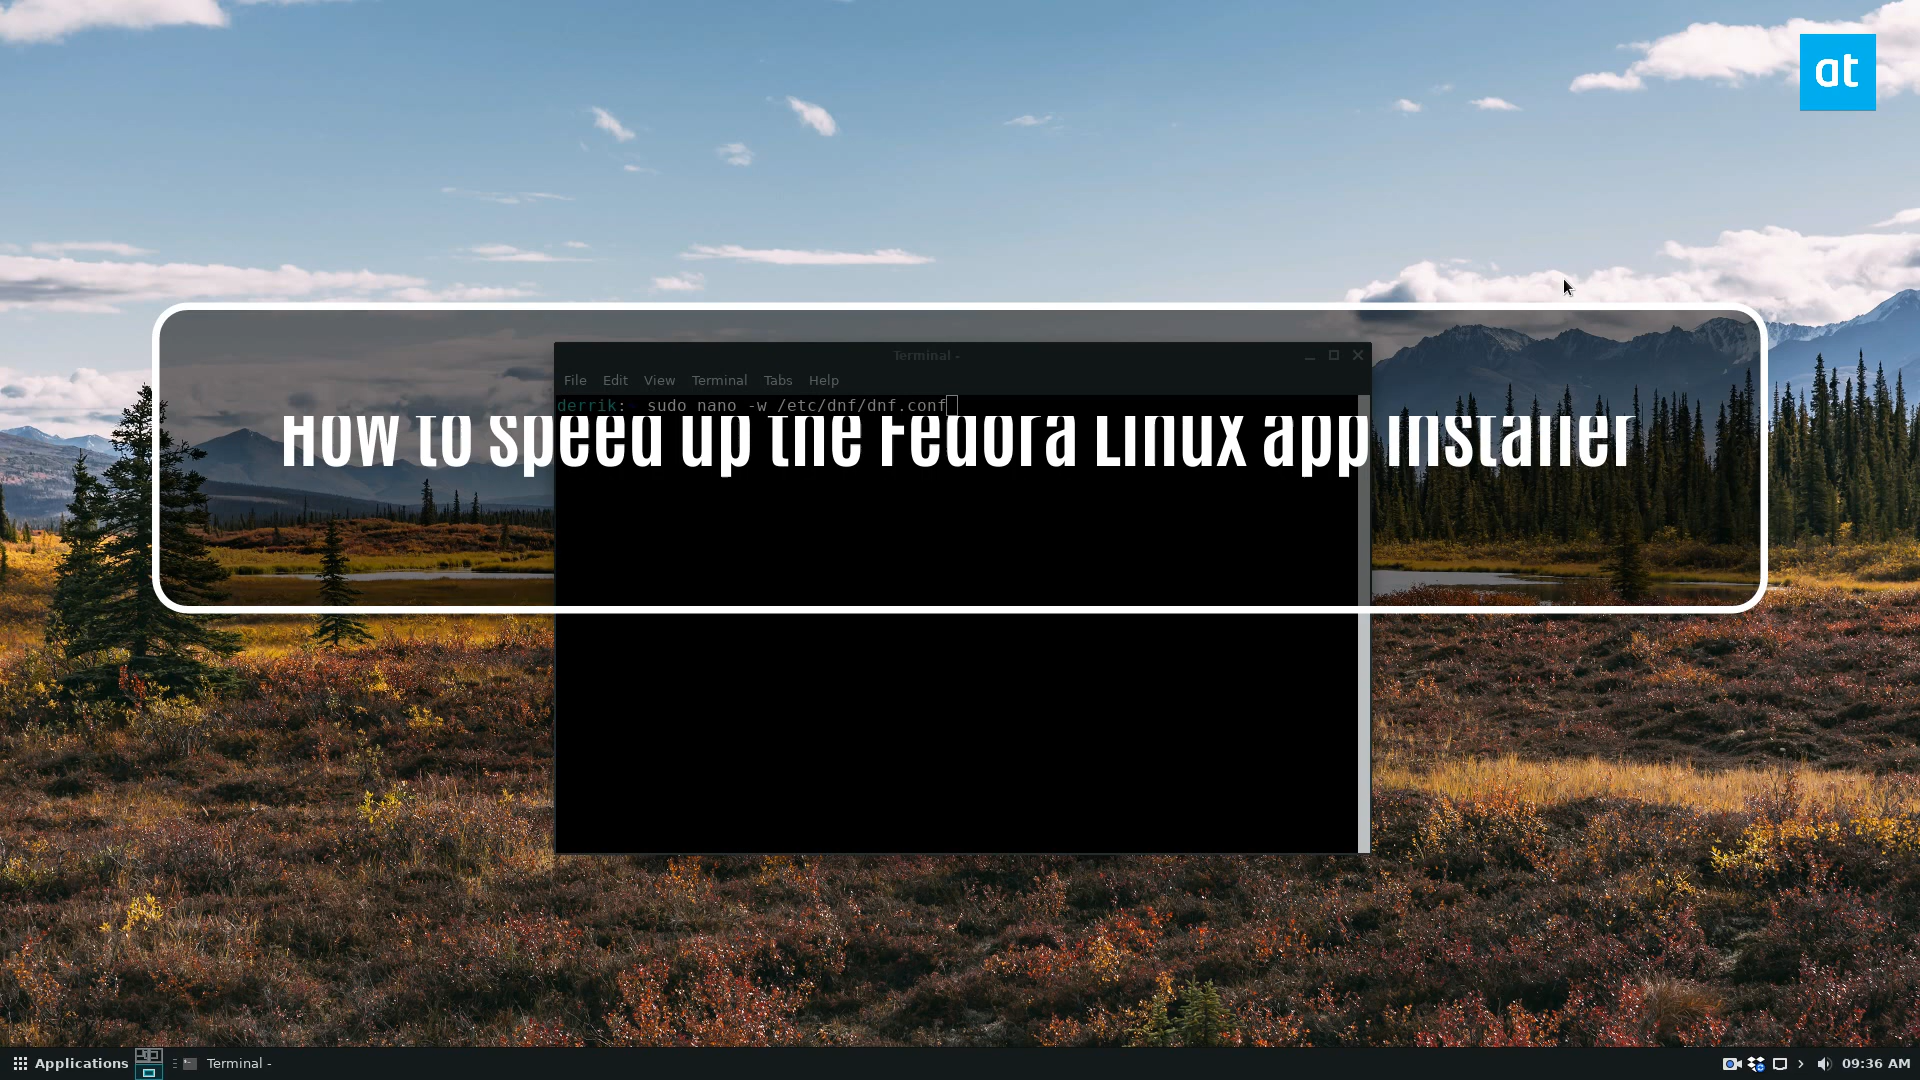 at
Terminal -
File Edit View Terminal Tabs Help
derrik: sudo nano -w /etc/dnf/dnf.conf
How to speed up the Fedora Linux app installer
Applications
Terminal -
09:36 AM